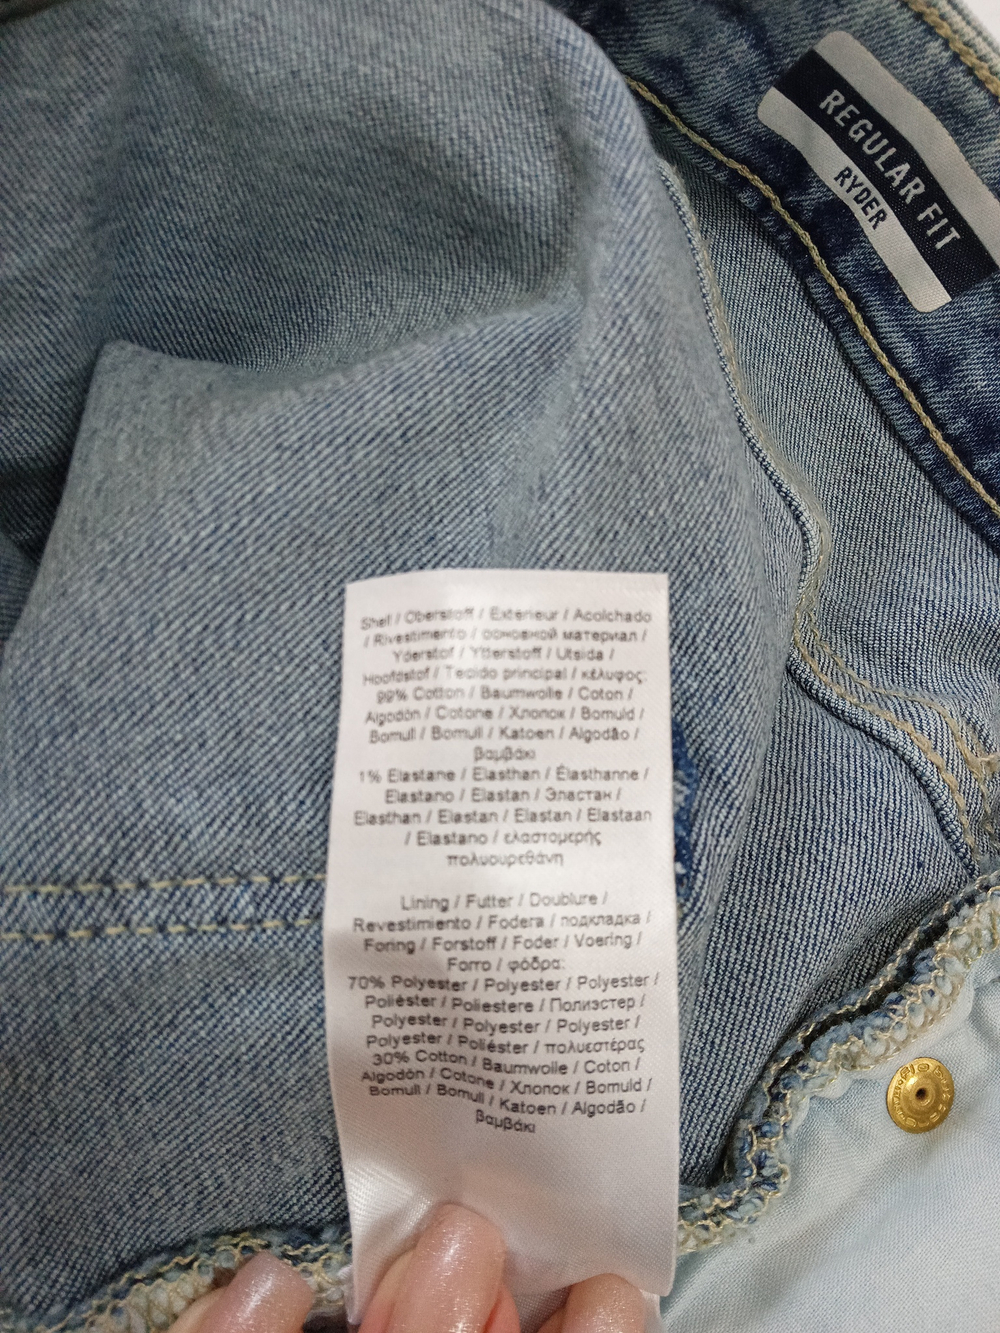 REGULAR FIT
RYDER
Shell / Oberstoff / Exterieur / Acolchado
/ Rivestimento / основной материал /
Yderstof / Ytterstoff / Utsida /
Hoofdstof / Tecido principal / κέλυφος:
99% Cotton / Baumwolle / Coton /
Algodón / Cotone / Хлопок / Bomuld /
Bomull / Bomull / Katoen / Algodão /
βαμβάκι
1% Elastane / Elasthan / Élasthanne /
Elastano / Elastan / Эластан /
Elasthan / Elastan / Elastan / Elastaan
/ Elastano / ελαστομερής
πολυουρεθάνη
Lining / Futter / Doublure /
Revestimiento / Fodera / подкладка /
Foring / Forstoff / Foder / Voering /
Forro / φόδρα:
70% Polyester / Polyester / Polyester /
Poliéster / Poliestere / Полиэстер /
Polyester / Polyester / Polyester /
Polyester / Poliéster / πολυεστέρας
30% Cotton / Baumwolle / Coton /
Algodón / Cotone / Хлопок / Bomuld /
Bomull / Bomull / Katoen / Algodão /
βαμβάκι